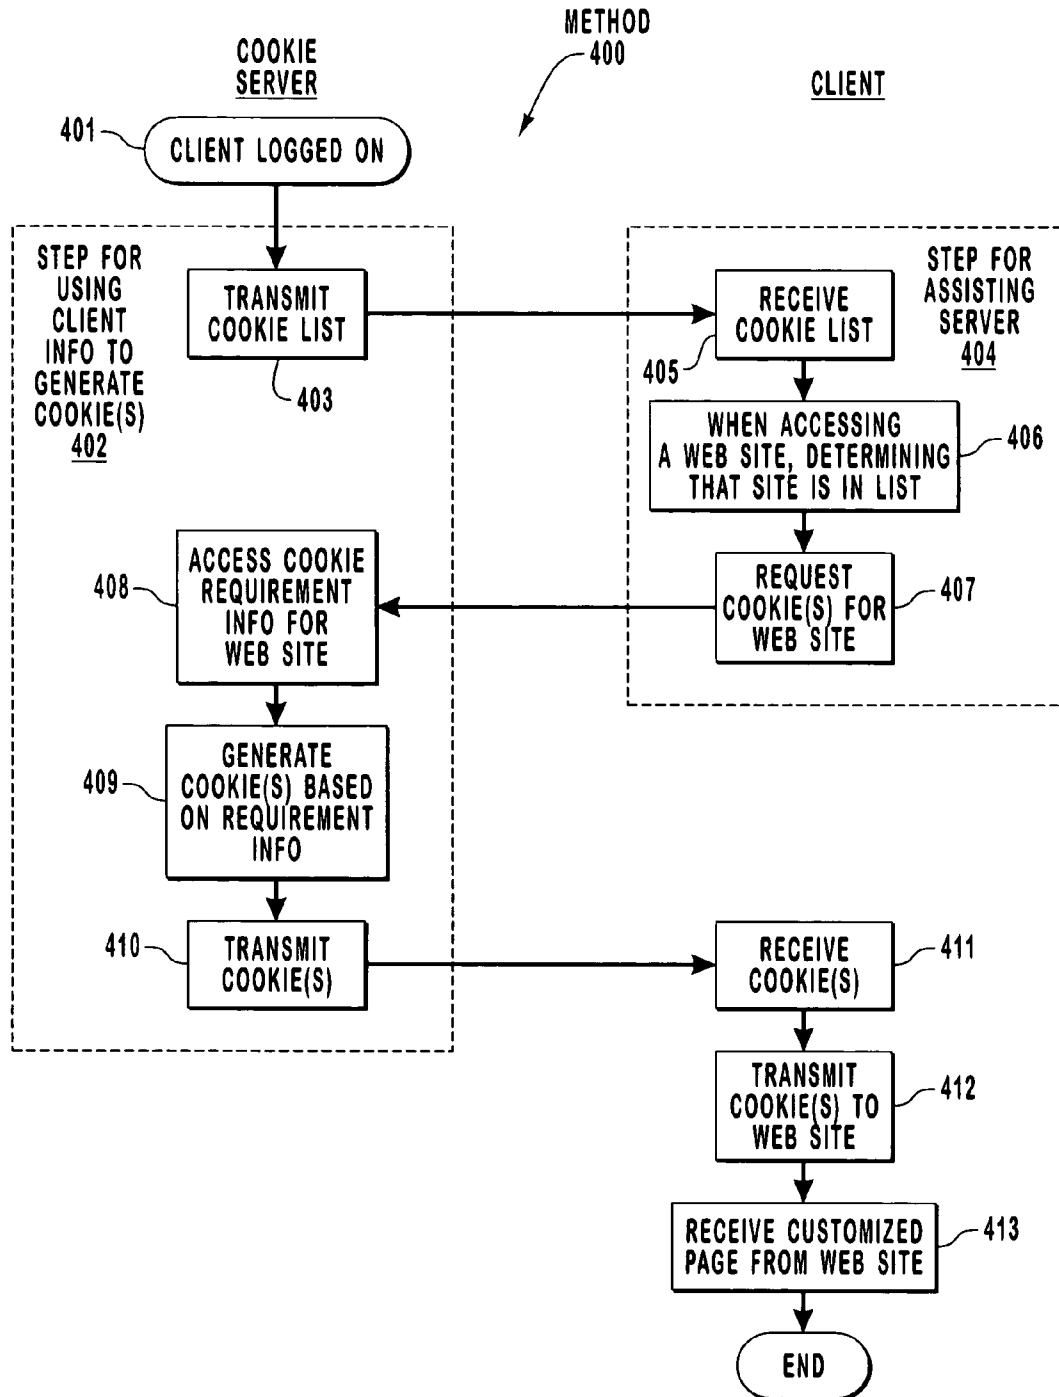 METHOD
400
COOKIE
SERVER
CLIENT
401
CLIENT LOGGED ON
STEP FOR
USING
CLIENT
INFO TO
GENERATE
COOKIE(S)
402
TRANSMIT
COOKIE LIST
403
RECEIVE
COOKIE LIST
405
STEP FOR
ASSISTING
SERVER
404
WHEN ACCESSING
A WEB SITE, DETERMINING
THAT SITE IS IN LIST
406
408
ACCESS COOKIE
REQUIREMENT
INFO FOR
WEB SITE
REQUEST
COOKIE(S) FOR
WEB SITE
407
409
GENERATE
COOKIE(S) BASED
ON REQUIREMENT
INFO
410
TRANSMIT
COOKIE(S)
RECEIVE
COOKIE(S)
411
TRANSMIT
COOKIE(S) TO
WEB SITE
412
RECEIVE CUSTOMIZED
PAGE FROM WEB SITE
413
END